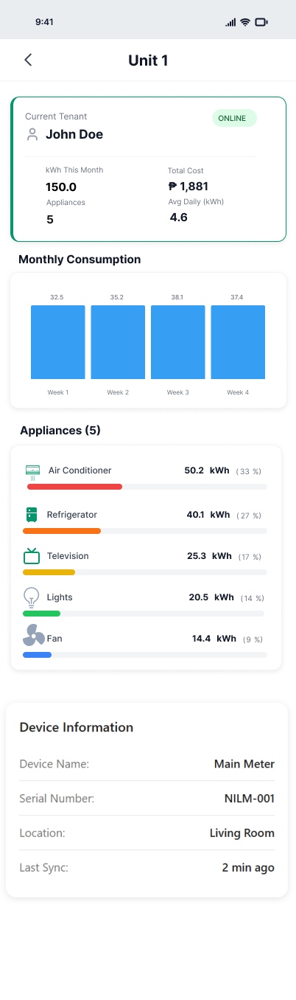 9:41
Unit 1
Current Tenant
ONLINE
John Doe
kWh This Month
Total Cost
150.0
₱ 1,881
Appliances
Avg Daily (kWh)
5
4.6
Monthly Consumption
32.5 35.2 38.1 37.4
Week 1 Week 2 Week 3 Week 4
Appliances (5)
Air Conditioner 50.2 kWh (33 %)
Refrigerator 40.1 kWh (27 %)
Television 25.3 kWh (17 %)
Lights 20.5 kWh (14 %)
Fan 14.4 kWh (9 %)
Device Information
Device Name: Main Meter
Serial Number: NILM-001
Location: Living Room
Last Sync: 2 min ago